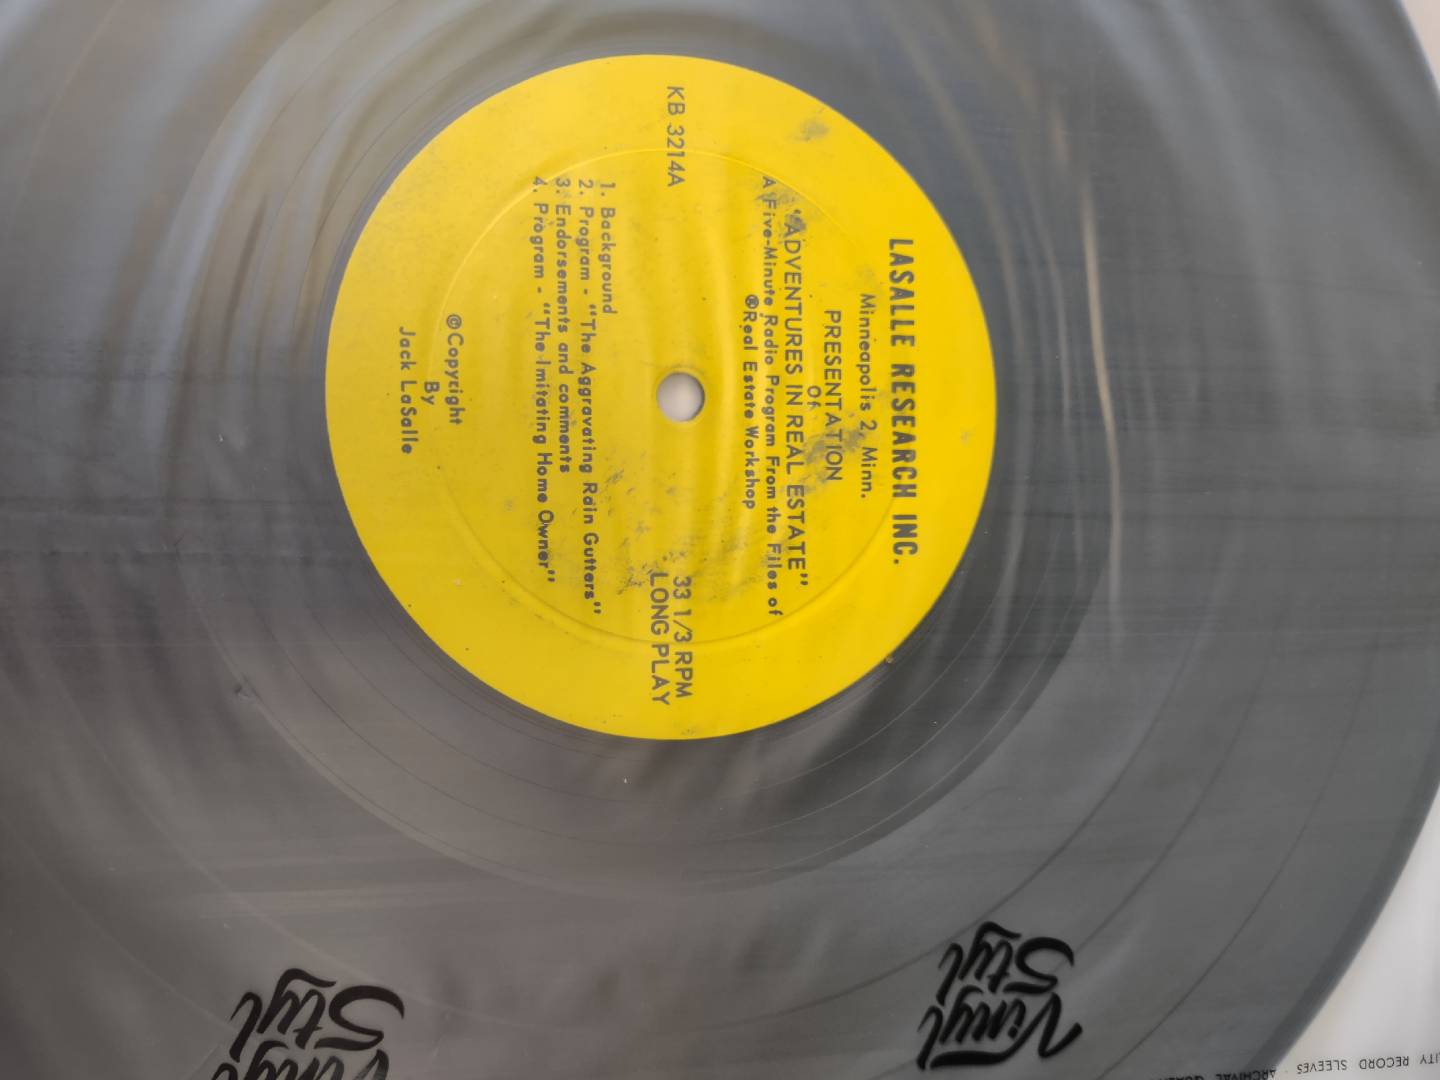 LASALLE RESEARCH INC.
Minneapolis 2, Minn.
PRESENTATION
Of
"ADVENTURES IN REAL ESTATE"
A Five-Minute Radio Program From the Files of
®Real Estate Workshop
KB 3214A
33 1/3 RPM
LONG PLAY
1. Background
2. Program - "The Aggravating Rain Gutters"
3. Endorsements and comments
4. Program - "The Imitating Home Owner"
©Copyright
By
Jack LaSalle
Vinyl
Styl
Vinyl
Styl
RECORD SLEEVES · ARCHIVAL